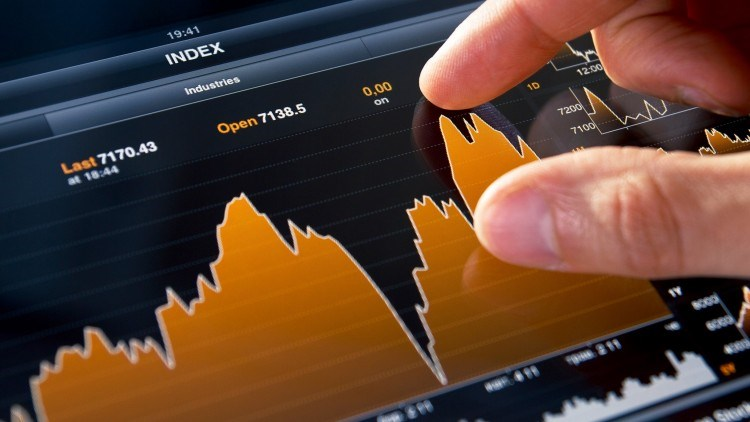 19:41
INDEX
Industries
Last 7170.43
at 18:44
Open 7138.5
0,00
on
1D
12:00
7200
7100
1Y